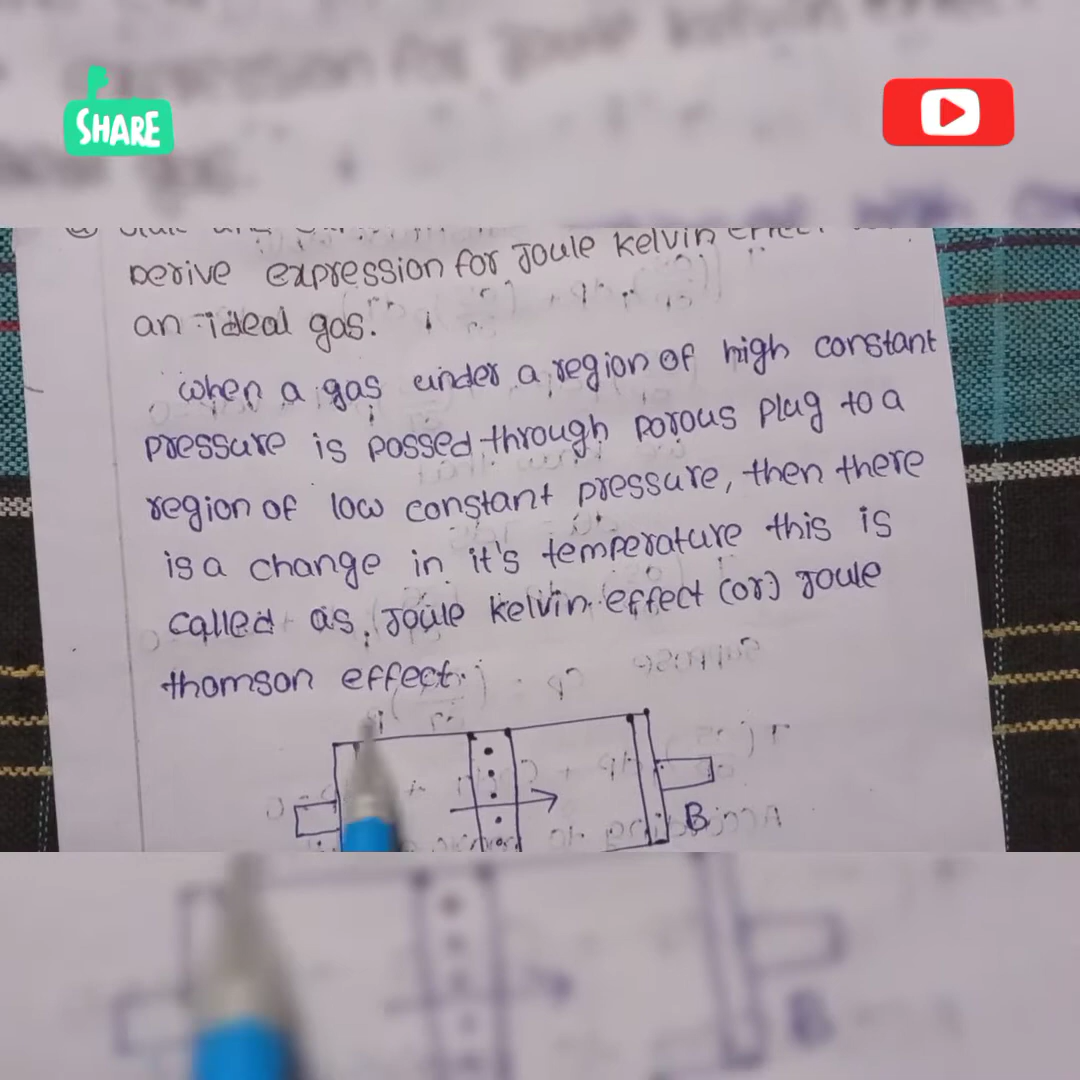 SHARE
Derive expression for Joule kelvin effect
an ideal gas.
when a gas under a region of high constant
pressure is passed through porous plug to a
region of low constant pressure, then there
is a change in it's temperature this is
called as Joule kelvin effect (or) Joule
thomson effect.
B